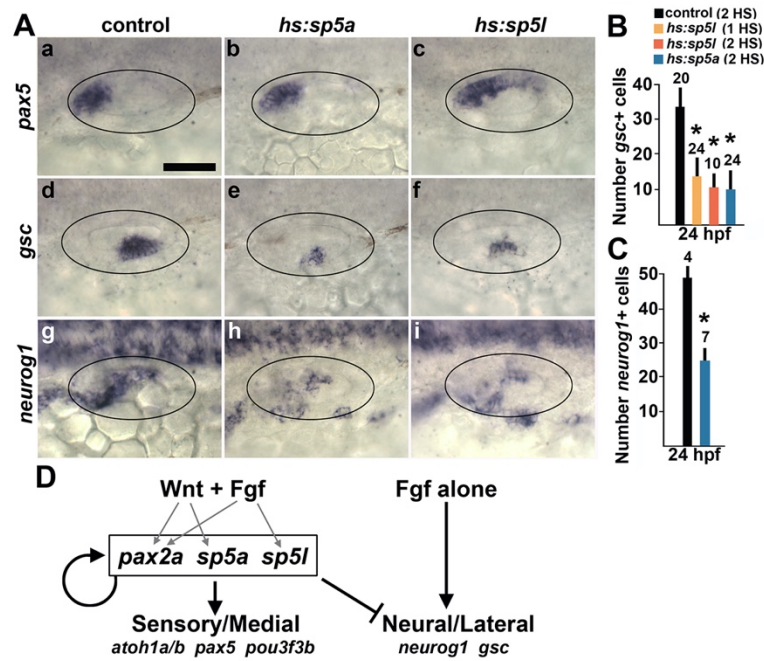 A
control
hs:sp5a
hs:sp5l
pax5
a
b
c
gsc
d
e
f
neurog1
g
h
i
B
control (2 HS)
hs:sp5l (1 HS)
hs:sp5l (2 HS)
hs:sp5a (2 HS)
Number gsc+ cells
40
30
20
10
20
* * *
24
10
24
24 hpf
C
Number neurog1+ cells
50
40
30
20
10
4
*
7
24 hpf
D
Wnt + Fgf
Fgf alone
pax2a sp5a sp5l
Sensory/Medial
Neural/Lateral
atoh1a/b pax5 pou3f3b
neurog1 gsc